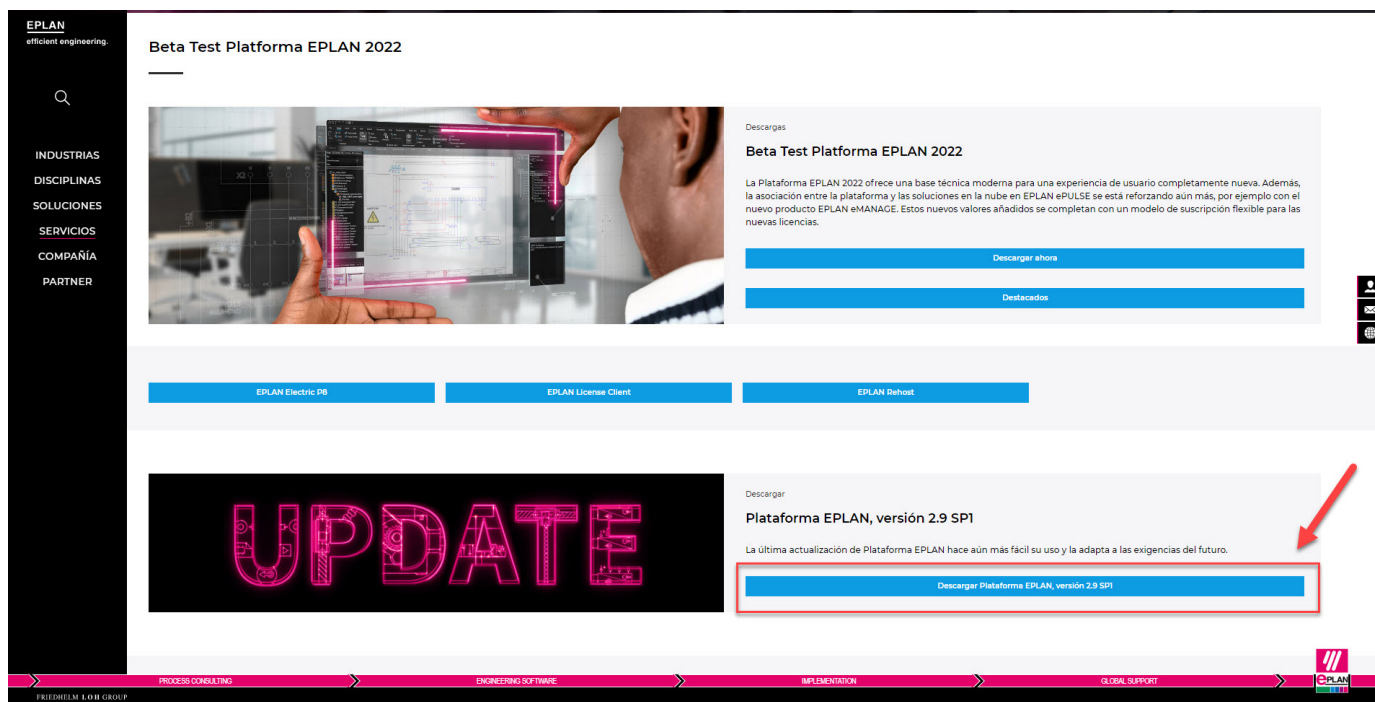 EPLAN
efficient engineering.
INDUSTRIAS
DISCIPLINAS
SOLUCIONES
SERVICIOS
COMPAÑÍA
PARTNER
Beta Test Platforma EPLAN 2022
Descargas
Beta Test Platforma EPLAN 2022
La Plataforma EPLAN 2022 ofrece una base técnica moderna para una experiencia de usuario completamente nueva. Además,
la asociación entre la plataforma y las soluciones en la nube en EPLAN ePULSE se está reforzando aún más, por ejemplo con el
nuevo producto EPLAN eMANAGE. Estos nuevos valores añadidos se completan con un modelo de suscripción flexible para las
nuevas licencias.
Descargar ahora
Destacados
EPLAN Electric P8
EPLAN License Client
EPLAN Rehost
UPDATE
Descargar
Plataforma EPLAN, versión 2.9 SP1
La última actualización de Plataforma EPLAN hace aún más fácil su uso y la adapta a las exigencias del futuro.
Descargar Plataforma EPLAN, versión 2.9 SP1
PROCESS CONSULTING
ENGINEERING SOFTWARE
IMPLEMENTATION
GLOBAL SUPPORT
ePLAN
FRIEDHELM LOH GROUP